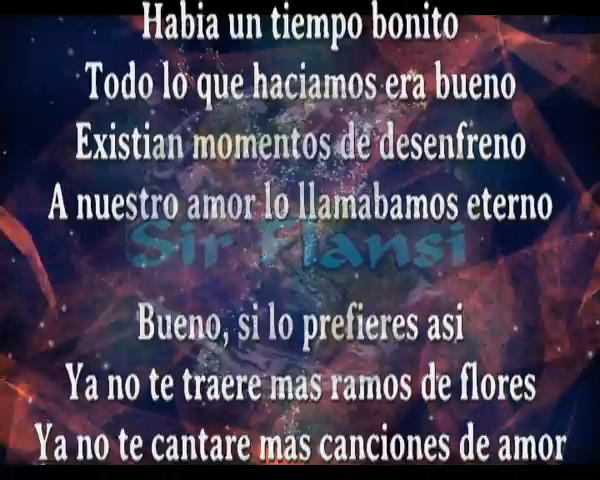 Habia un tiempo bonito
Todo lo que haciamos era bueno
Existian momentos de desenfreno
A nuestro amor lo llamabamos eterno
Sir Flansi
Bueno, si lo prefieres asi
Ya no te traere mas ramos de flores
Ya no te cantare mas canciones de amor